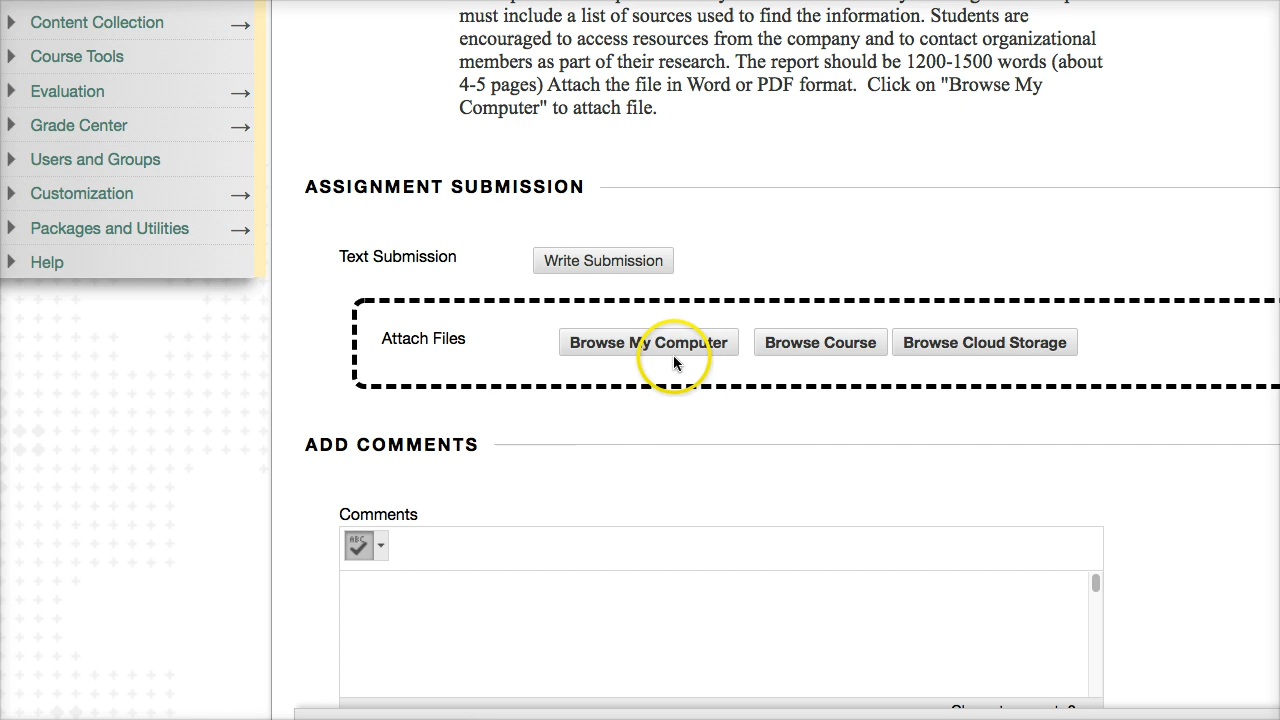 Content Collection
Course Tools
Evaluation
Grade Center
Users and Groups
Customization
Packages and Utilities
Help
must include a list of sources used to find the information. Students are
encouraged to access resources from the company and to contact organizational
members as part of their research. The report should be 1200-1500 words (about
4-5 pages) Attach the file in Word or PDF format. Click on "Browse My
Computer" to attach file.
ASSIGNMENT SUBMISSION
Text Submission
Write Submission
Attach Files
Browse My Computer
Browse Course
Browse Cloud Storage
ADD COMMENTS
Comments
ABC